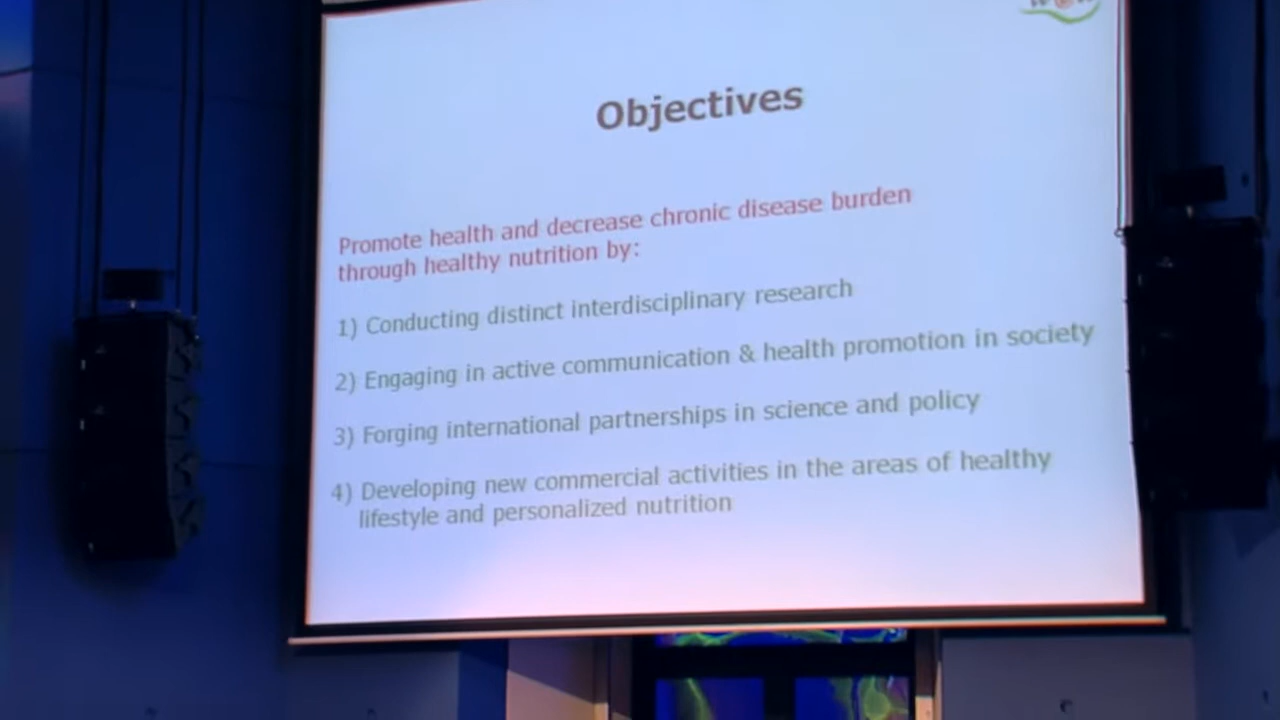 Objectives
Promote health and decrease chronic disease burden
through healthy nutrition by:
1) Conducting distinct interdisciplinary research
2) Engaging in active communication & health promotion in society
3) Forging international partnerships in science and policy
4) Developing new commercial activities in the areas of healthy
lifestyle and personalized nutrition